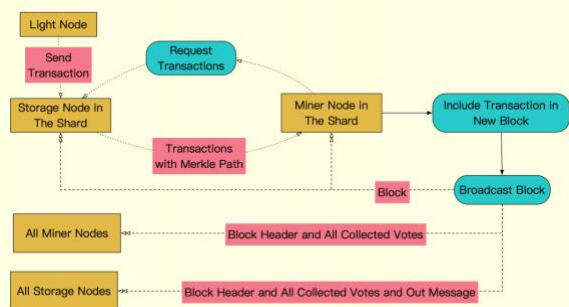 Light Node
Send
Transaction
Request
Transactions
Storage Node in
The Shard
Miner Node in
The Shard
Include Transaction in
New Block
Transactions
with Merkle Path
Block
Broadcast Block
All Miner Nodes
Block Header and All Collected Votes
All Storage Nodes
Block Header and All Collected Votes and Out Message